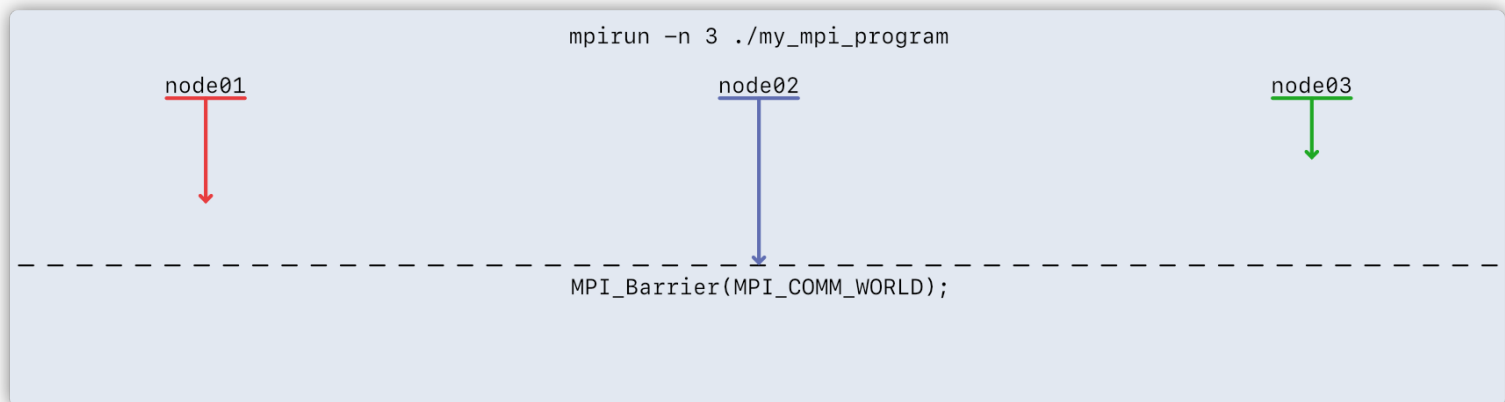 mpirun -n 3 ./my_mpi_program
node01 node02 node03
MPI_Barrier(MPI_COMM_WORLD);